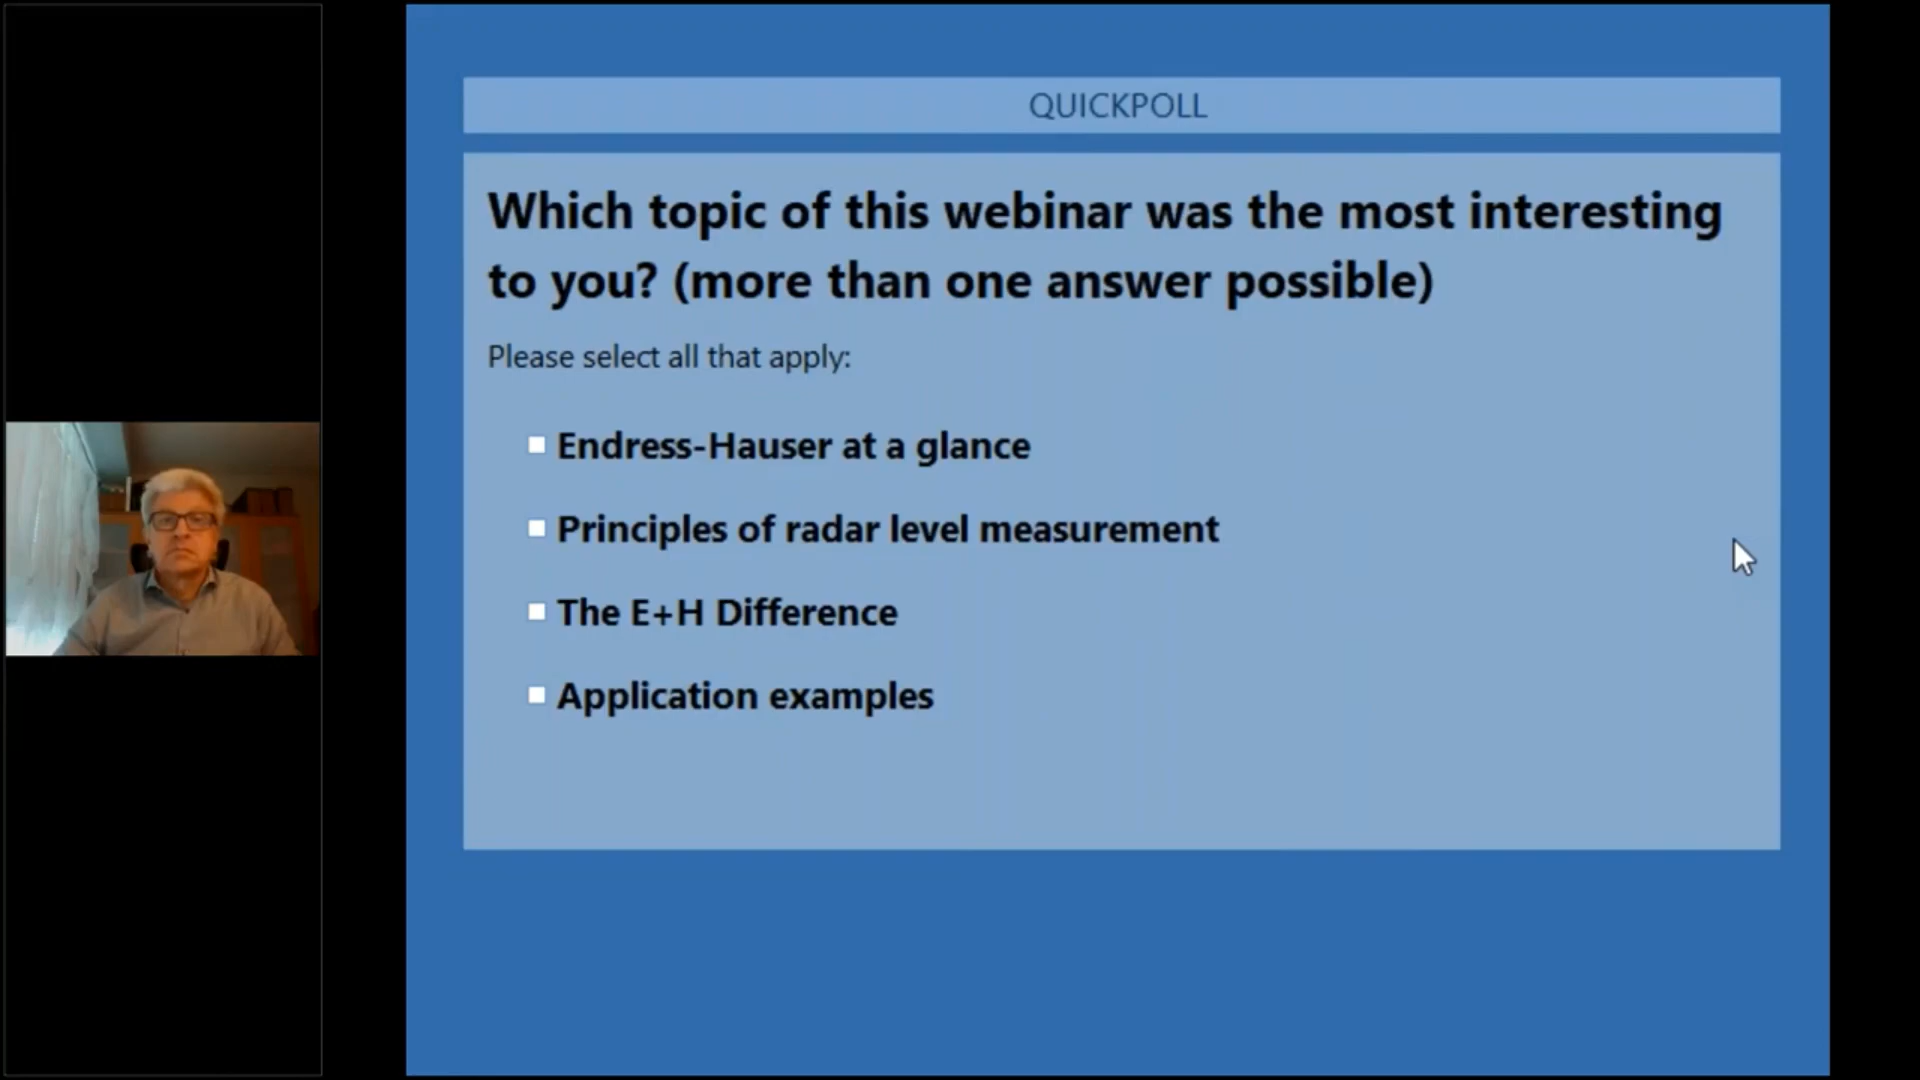 QUICKPOLL
Which topic of this webinar was the most interesting
to you? (more than one answer possible)
Please select all that apply:
Endress-Hauser at a glance
Principles of radar level measurement
The E+H Difference
Application examples